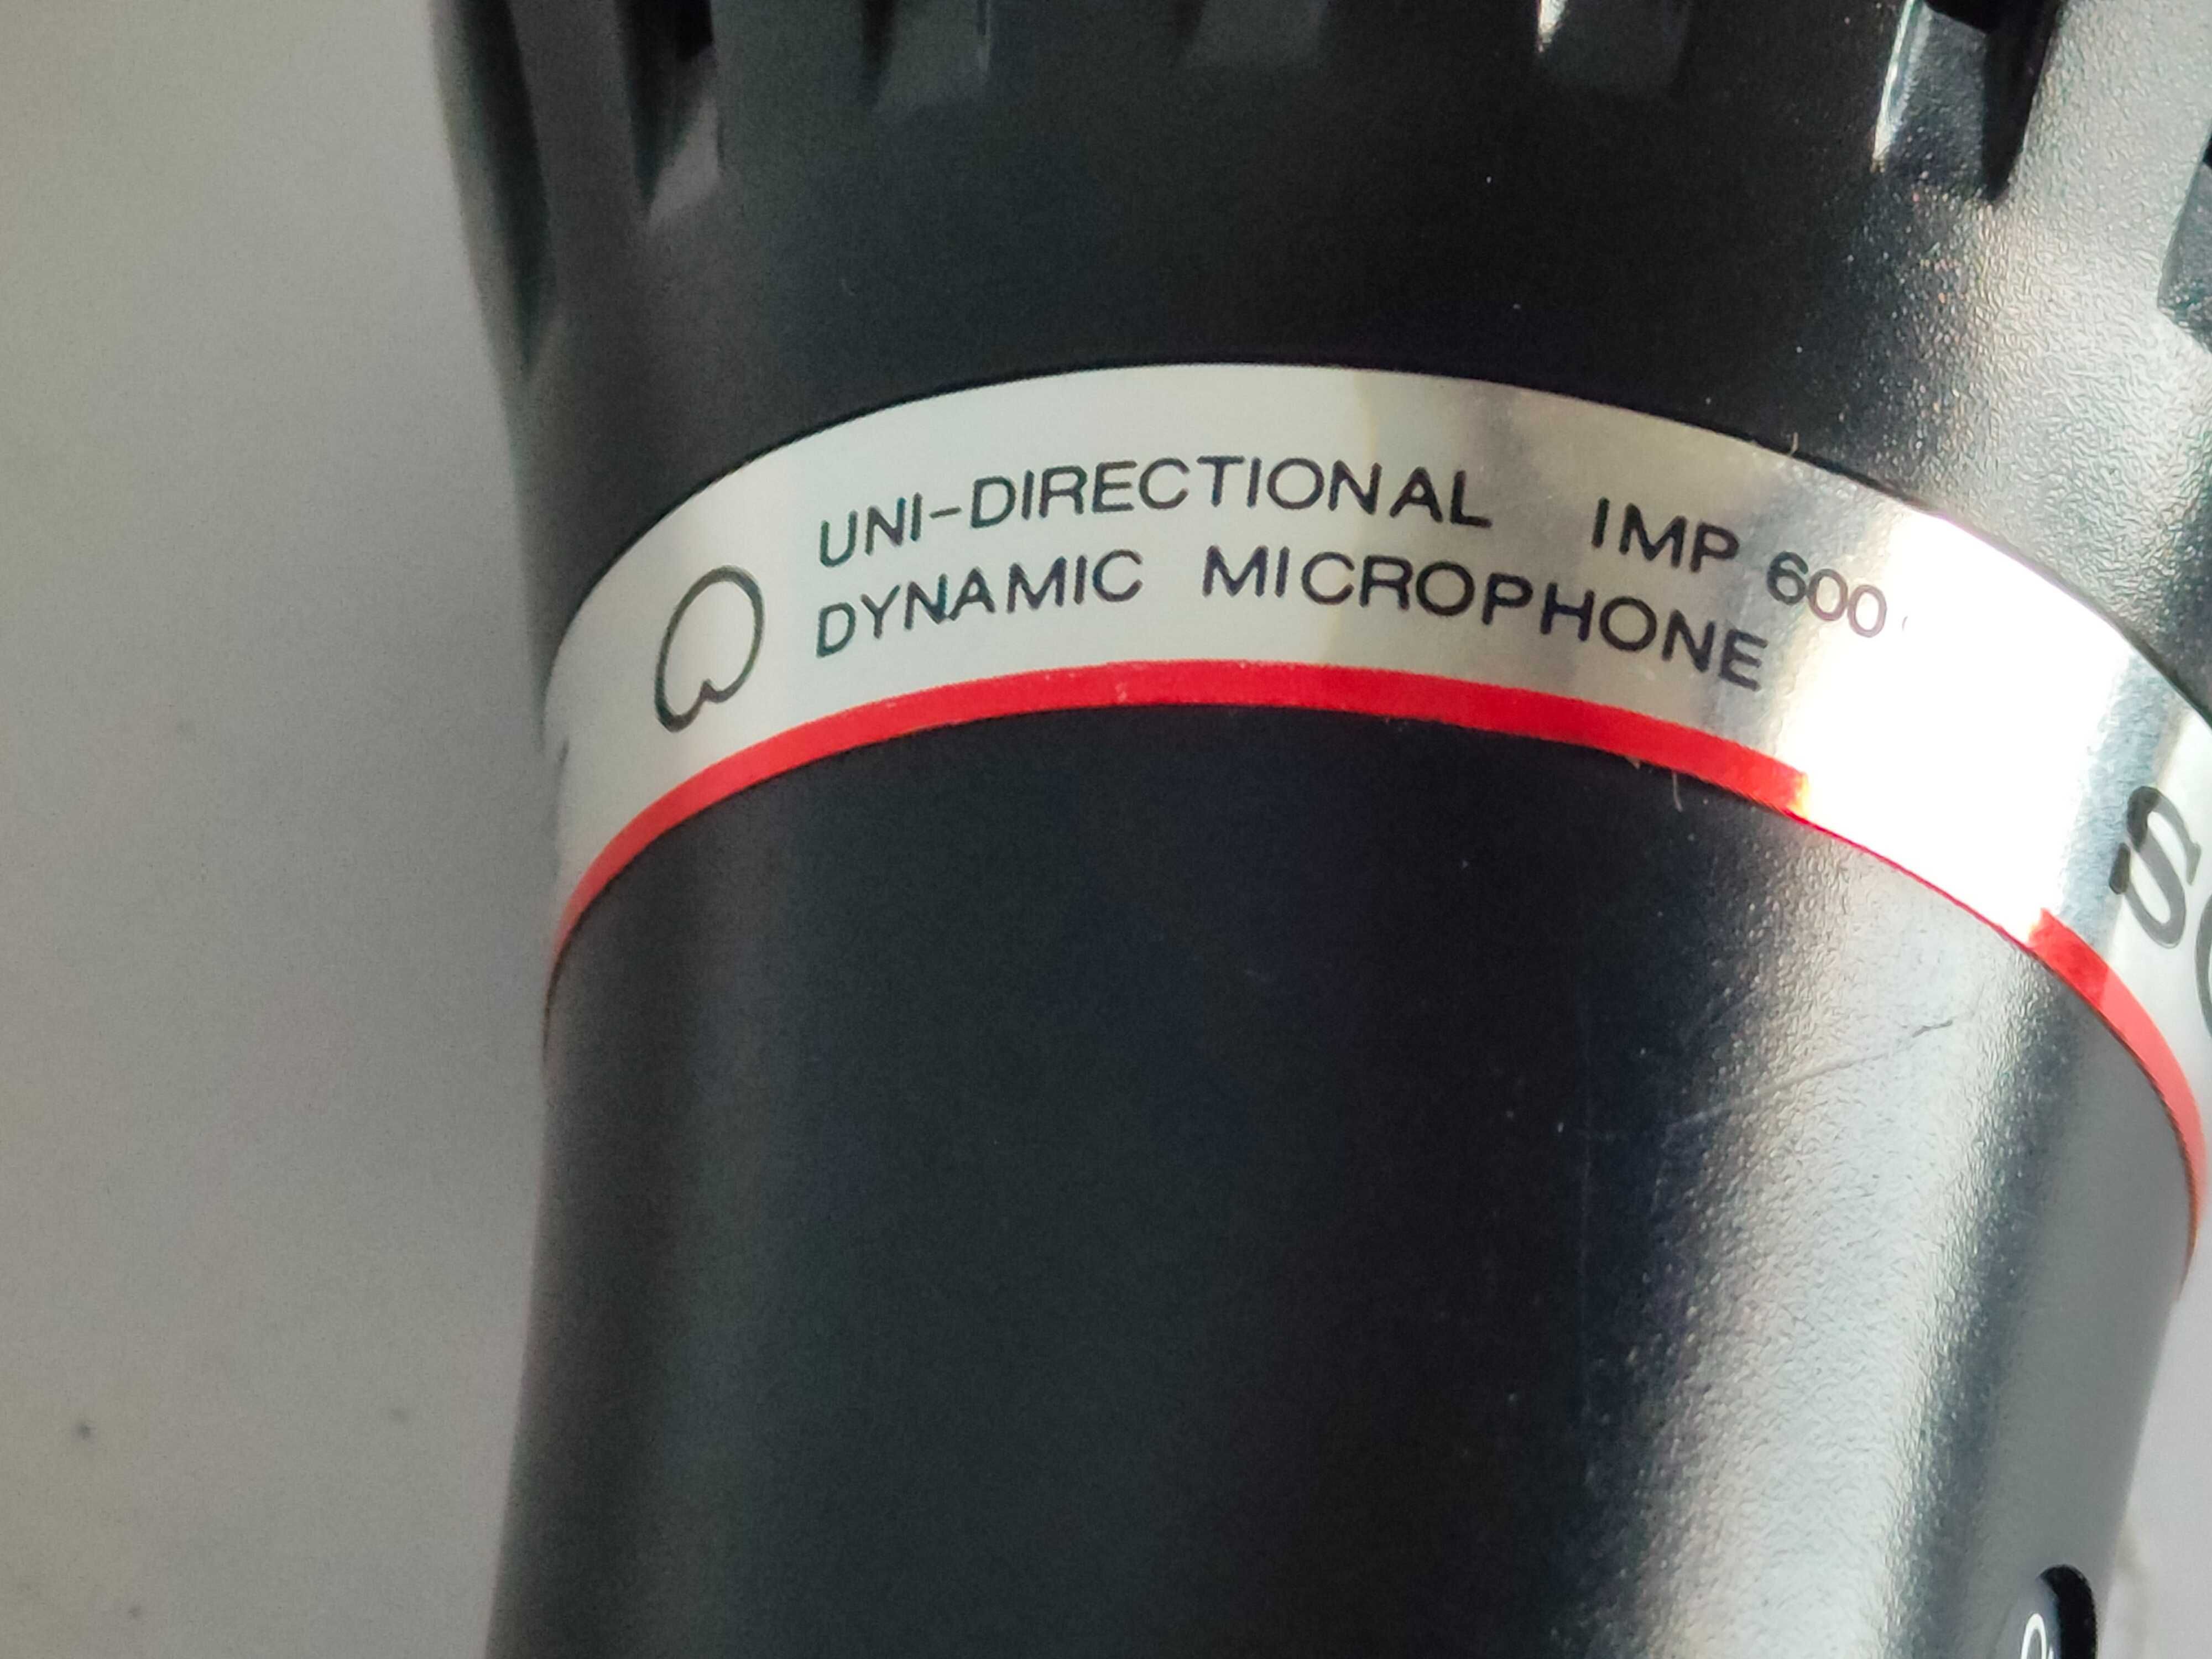 UNI-DIRECTIONAL IMP 600
DYNAMIC MICROPHONE